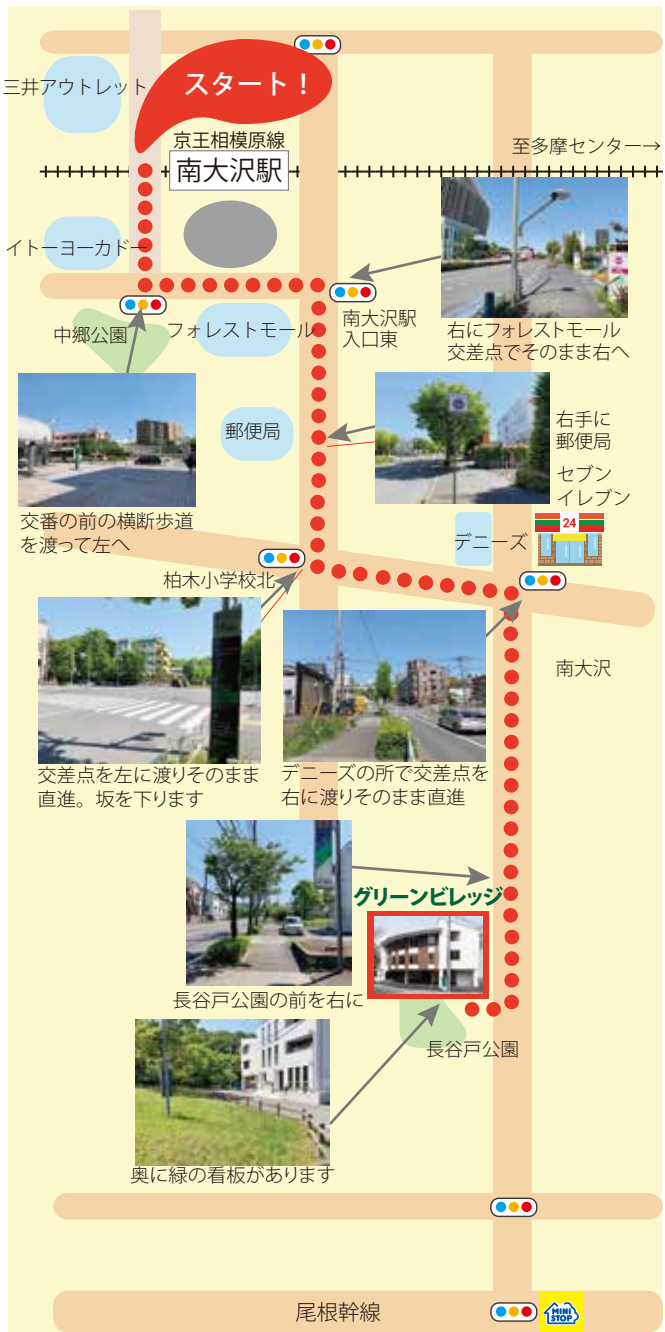 三井アウトレット
スタート！
京王相模原線
南大沢駅
至多摩センター→
イトーヨーカドー
中郷公園
フォレストモール
南大沢駅
入口東
右にフォレストモール
交差点でそのまま右へ
郵便局
右手に
郵便局
セブン
イレブン
交番の前の横断歩道
を渡って左へ
デニーズ
24
柏木小学校北
南大沢
交差点を左に渡りそのまま
直進。坂を下ります
デニーズの所で交差点を
右に渡りそのまま直進
グリーンビレッジ
長谷戸公園の前を右に
長谷戸公園
奥に緑の看板があります
尾根幹線
MINI
STOP